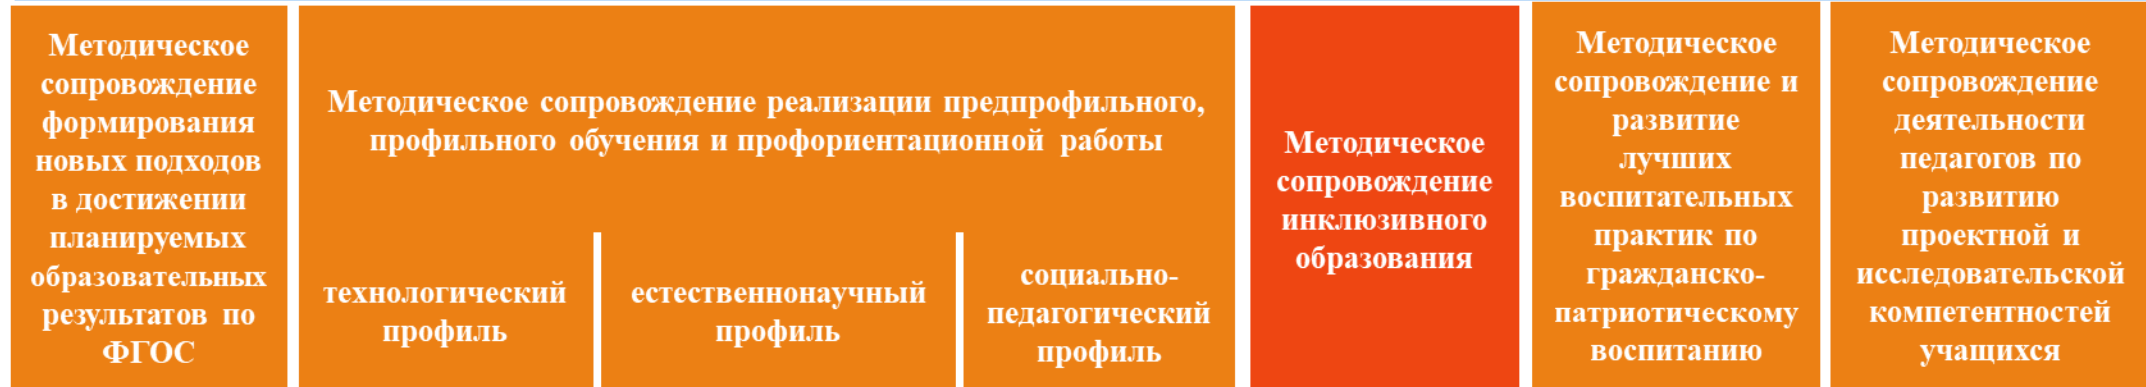 Методическое
сопровождение
формирования
новых подходов
в достижении
планируемых
образовательных
результатов по
ФГОС
Методическое сопровождение реализации предпрофильного,
профильного обучения и профориентационной работы
технологический
профиль
естественнонаучный
профиль
социально-
педагогический
профиль
Методическое
сопровождение
инклюзивного
образования
Методическое
сопровождение и
развитие
лучших
воспитательных
практик по
гражданско-
патриотическому
воспитанию
Методическое
сопровождение
деятельности
педагогов по
развитию
проектной и
исследовательской
компетентностей
учащихся